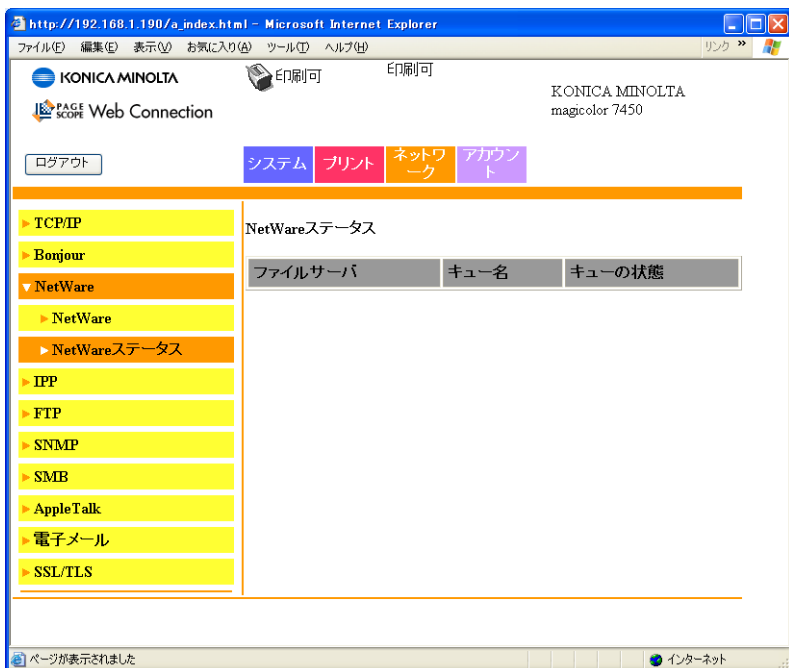 http://192.168.1.190/a_index.html - Microsoft Internet Explorer
ファイル(F) 編集(E) 表示(V) お気に入り(A) ツール(T) ヘルプ(H) リンク »
KONICA MINOLTA
印刷可
印刷可
KONICA MINOLTA
magicolor 7450
PAGE SCOPE Web Connection
ログアウト
システム
プリント
ネットワ
ーク
アカウン
ト
TCP/IP
Bonjour
NetWare
NetWare
NetWareステータス
IPP
FTP
SNMP
SMB
AppleTalk
電子メール
SSL/TLS
NetWareステータス
ファイルサーバ キュー名 キューの状態
ページが表示されました インターネット